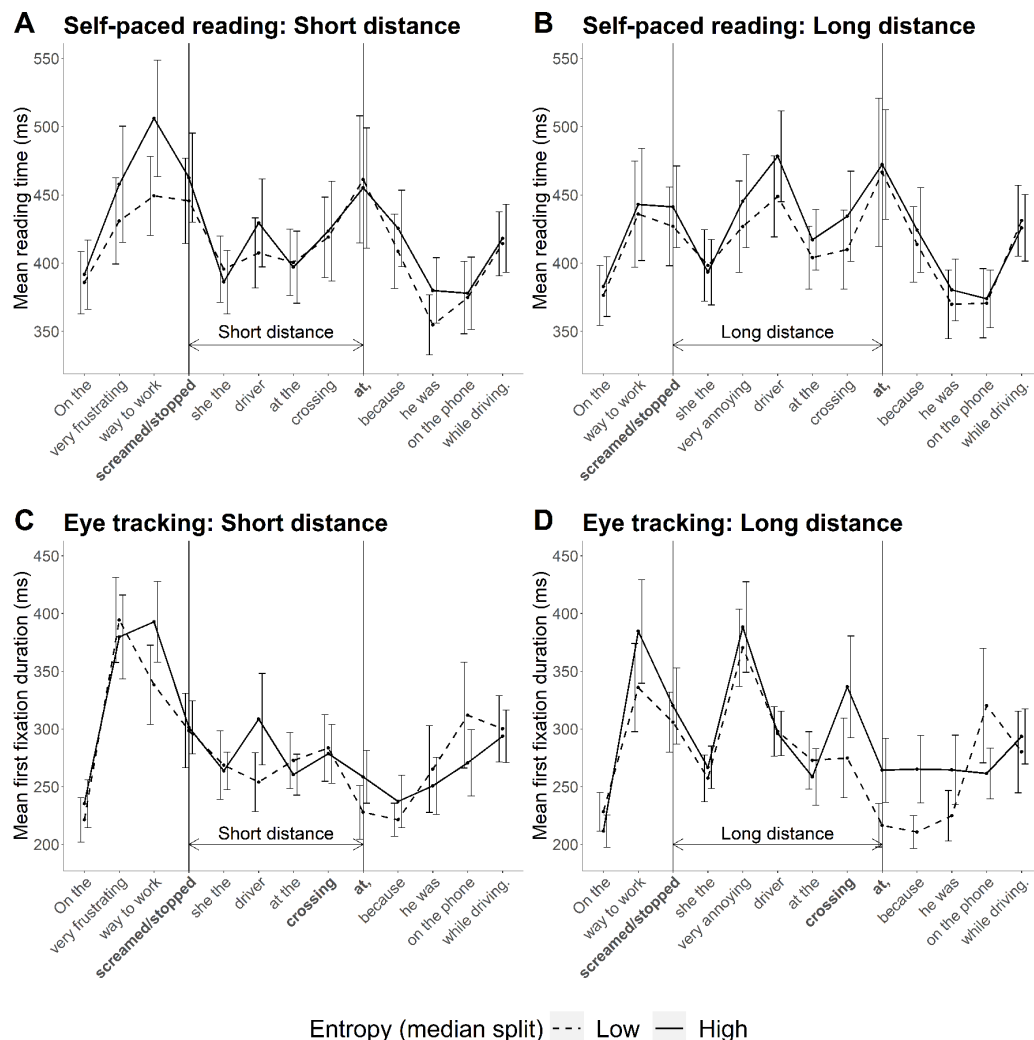 A Self-paced reading: Short distance
Mean reading time (ms)
550
500
450
400
350
Short distance
On the
very frustrating
way to work
screamed/stopped
she the
driver
at the
crossing
at,
because
he was
on the phone
while driving.
B Self-paced reading: Long distance
Mean reading time (ms)
550
500
450
400
350
Long distance
On the
way to work
screamed/stopped
she the
very annoying
driver
at the
crossing
at,
because
he was
on the phone
while driving.
C Eye tracking: Short distance
Mean first fixation duration (ms)
450
400
350
300
250
200
Short distance
On the
very frustrating
way to work
screamed/stopped
she the
driver
at the
crossing
at,
because
he was
on the phone
while driving.
D Eye tracking: Long distance
Mean first fixation duration (ms)
450
400
350
300
250
200
Long distance
On the
way to work
screamed/stopped
she the
very annoying
driver
at the
crossing
at,
because
he was
on the phone
while driving.
Entropy (median split) Low High